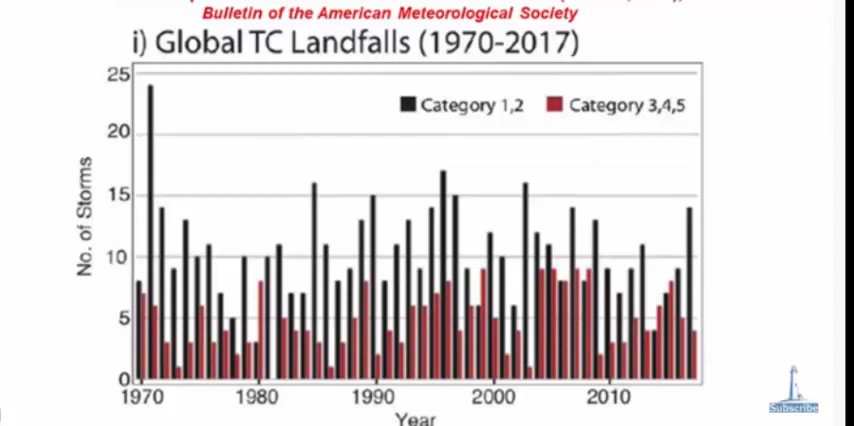 Bulletin of the American Meteorological Society
i) Global TC Landfalls (1970-2017)
25
Category 1,2
Category 3,4,5
20
15
10
5
0
No. of Storms
1970
1980
1990
2000
2010
Year
Subscribe